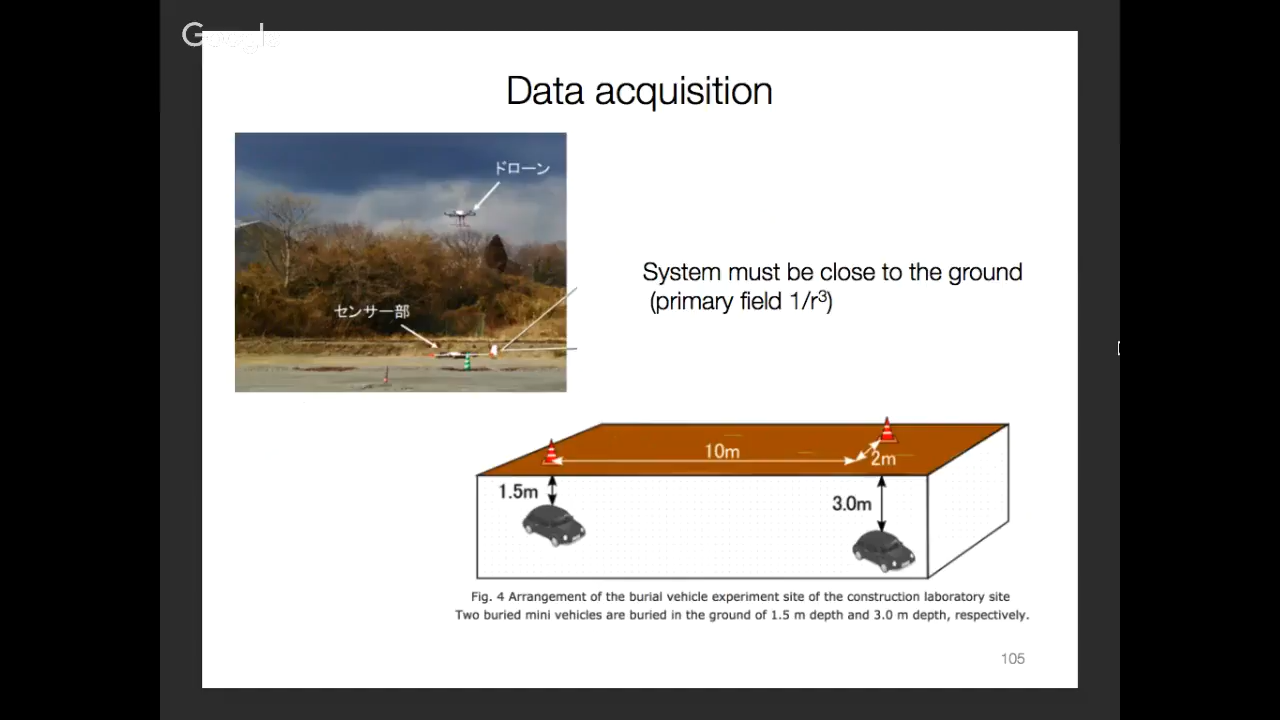 Google
Data acquisition
ドローン
センサー部
System must be close to the ground
(primary field 1/r³)
10m
2m
1.5m
3.0m
Fig. 4 Arrangement of the burial vehicle experiment site of the construction laboratory site
Two buried mini vehicles are buried in the ground of 1.5 m depth and 3.0 m depth, respectively.
105